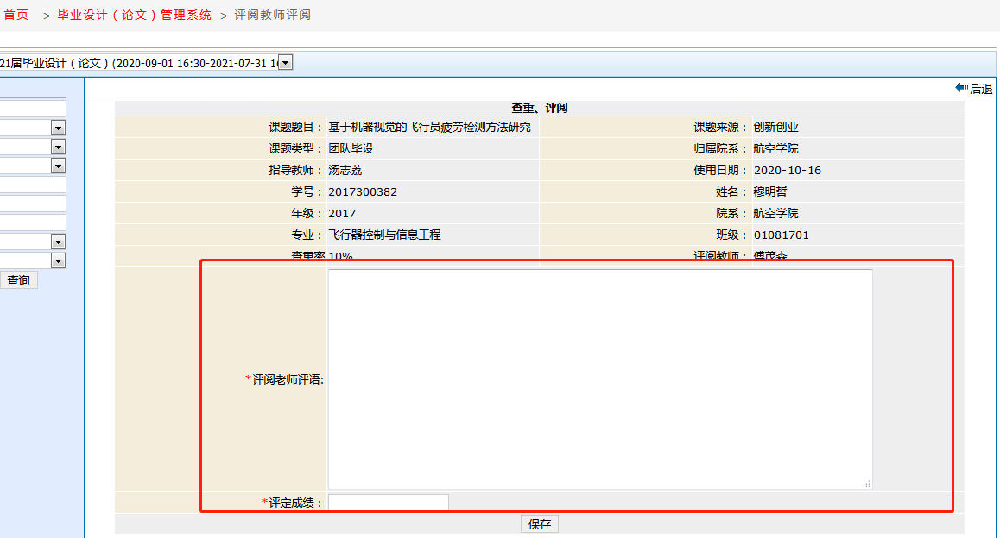 首页 > 毕业设计（论文）管理系统 > 评阅教师评阅
21届毕业设计（论文）(2020-09-01 16:30-2021-07-31 1
后退
查重、评阅
课题题目： 基于机器视觉的飞行员疲劳检测方法研究 课题来源： 创新创业
课题类型： 团队毕设 归属院系： 航空学院
指导教师： 汤志荔 使用日期： 2020-10-16
学号： 2017300382 姓名： 穆明哲
年级： 2017 院系： 航空学院
专业： 飞行器控制与信息工程 班级： 01081701
查重率 10% 评阅教师： 傅茂森
查询
*评阅老师评语:
*评定成绩：
保存